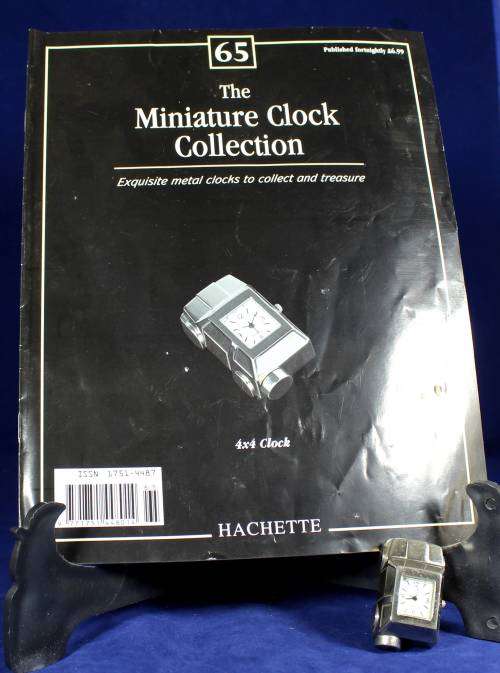 65
Published fortnightly £6.99
The
Miniature Clock
Collection
Exquisite metal clocks to collect and treasure
4x4 Clock
ISSN 1751-4487
HACHETTE